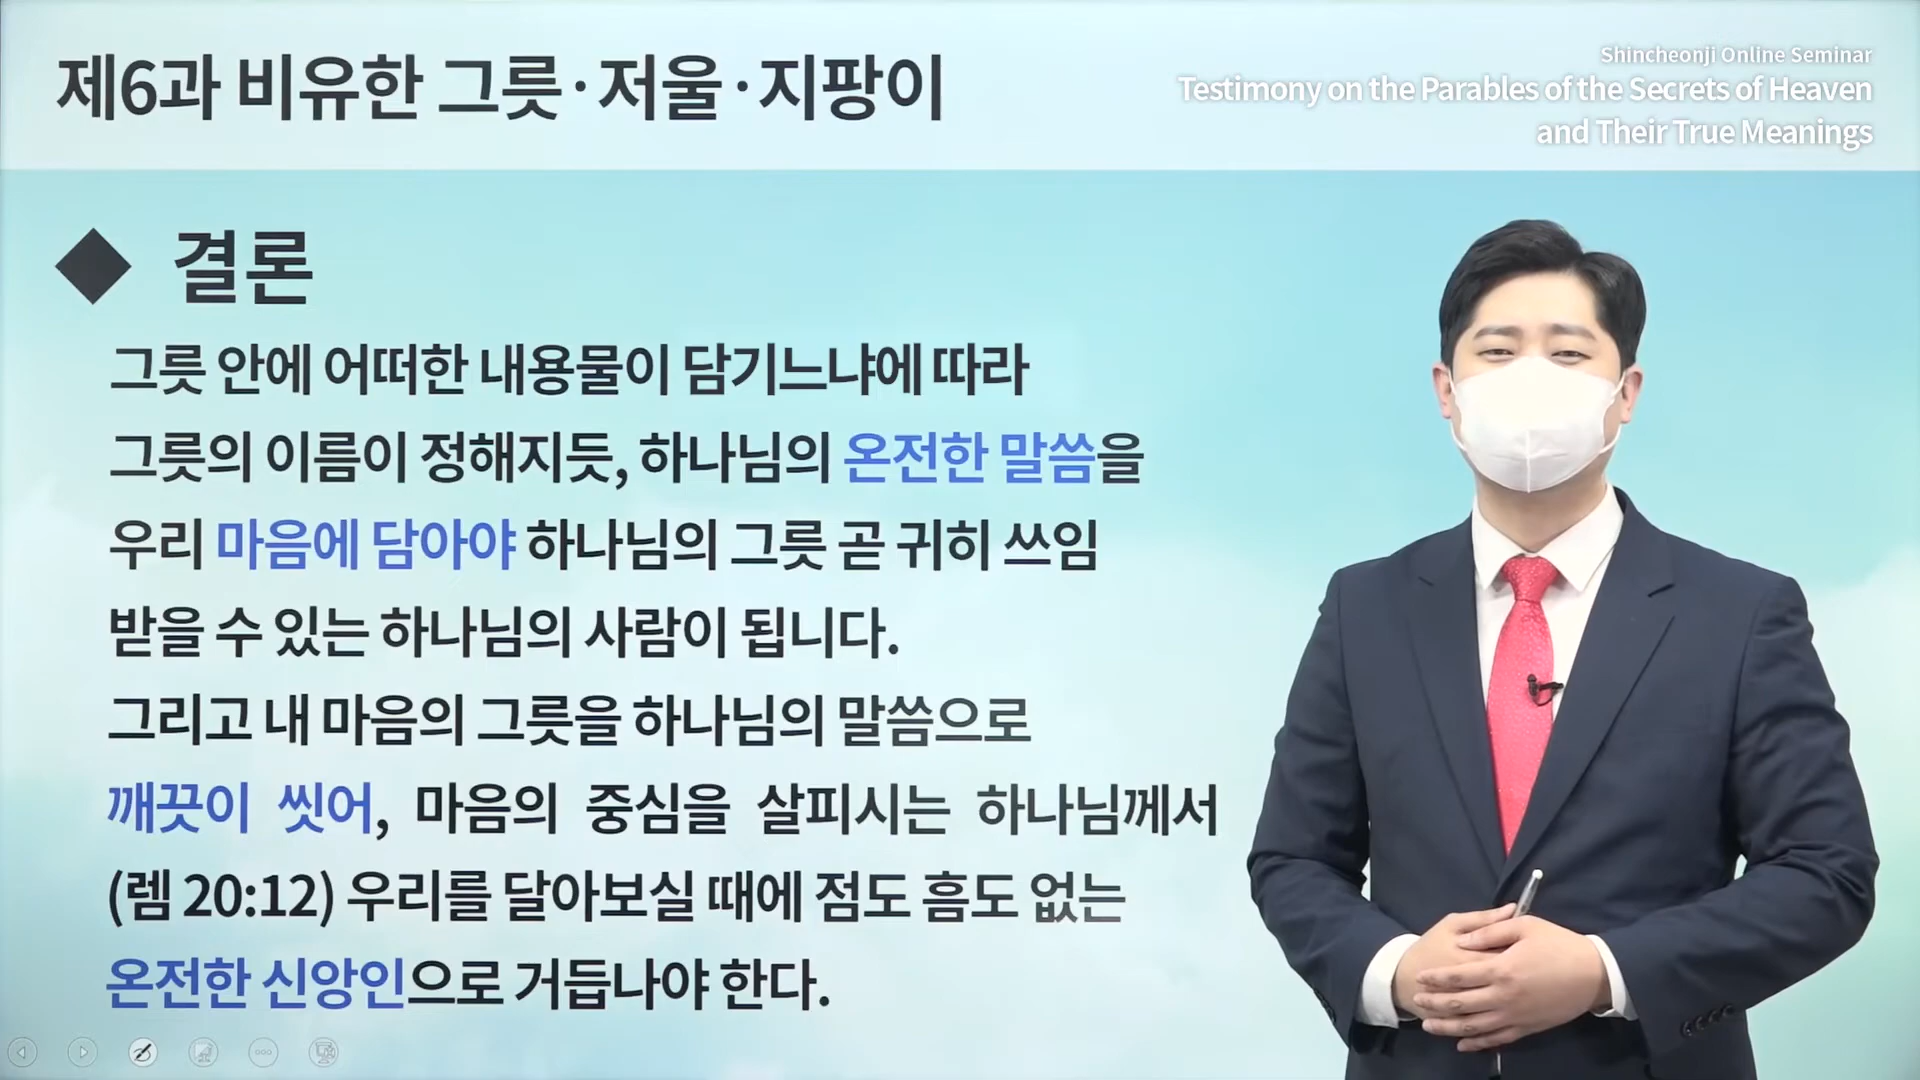 제6과 비유한 그릇·저울·지팡이
Shincheonji Online Seminar
Testimony on the Parables of the Secrets of Heaven
and Their True Meanings
◆ 결론
그릇 안에 어떠한 내용물이 담기느냐에 따라
그릇의 이름이 정해지듯, 하나님의 온전한 말씀을
우리 마음에 담아야 하나님의 그릇 곧 귀히 쓰임
받을 수 있는 하나님의 사람이 됩니다.
그리고 내 마음의 그릇을 하나님의 말씀으로
깨끗이 씻어, 마음의 중심을 살피시는 하나님께서
(렘 20:12) 우리를 달아보실 때에 점도 흠도 없는
온전한 신앙인으로 거듭나야 한다.